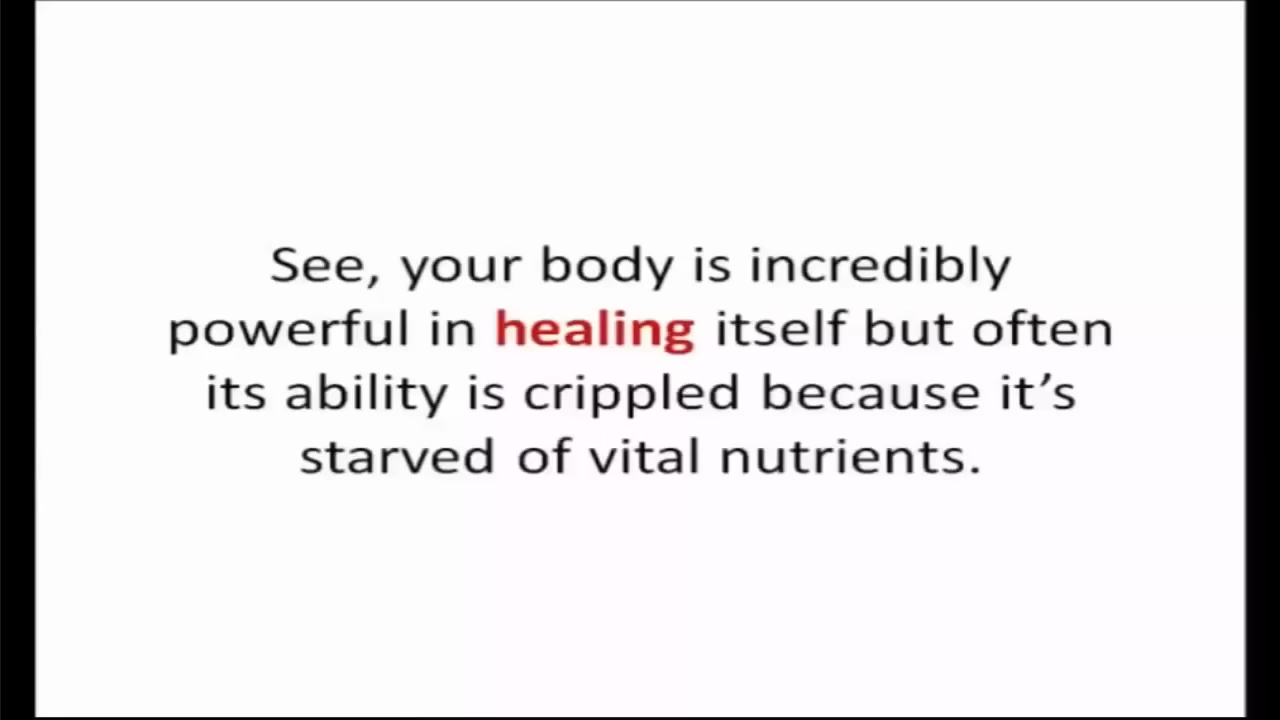 See, your body is incredibly
powerful in healing itself but often
its ability is crippled because it’s
starved of vital nutrients.